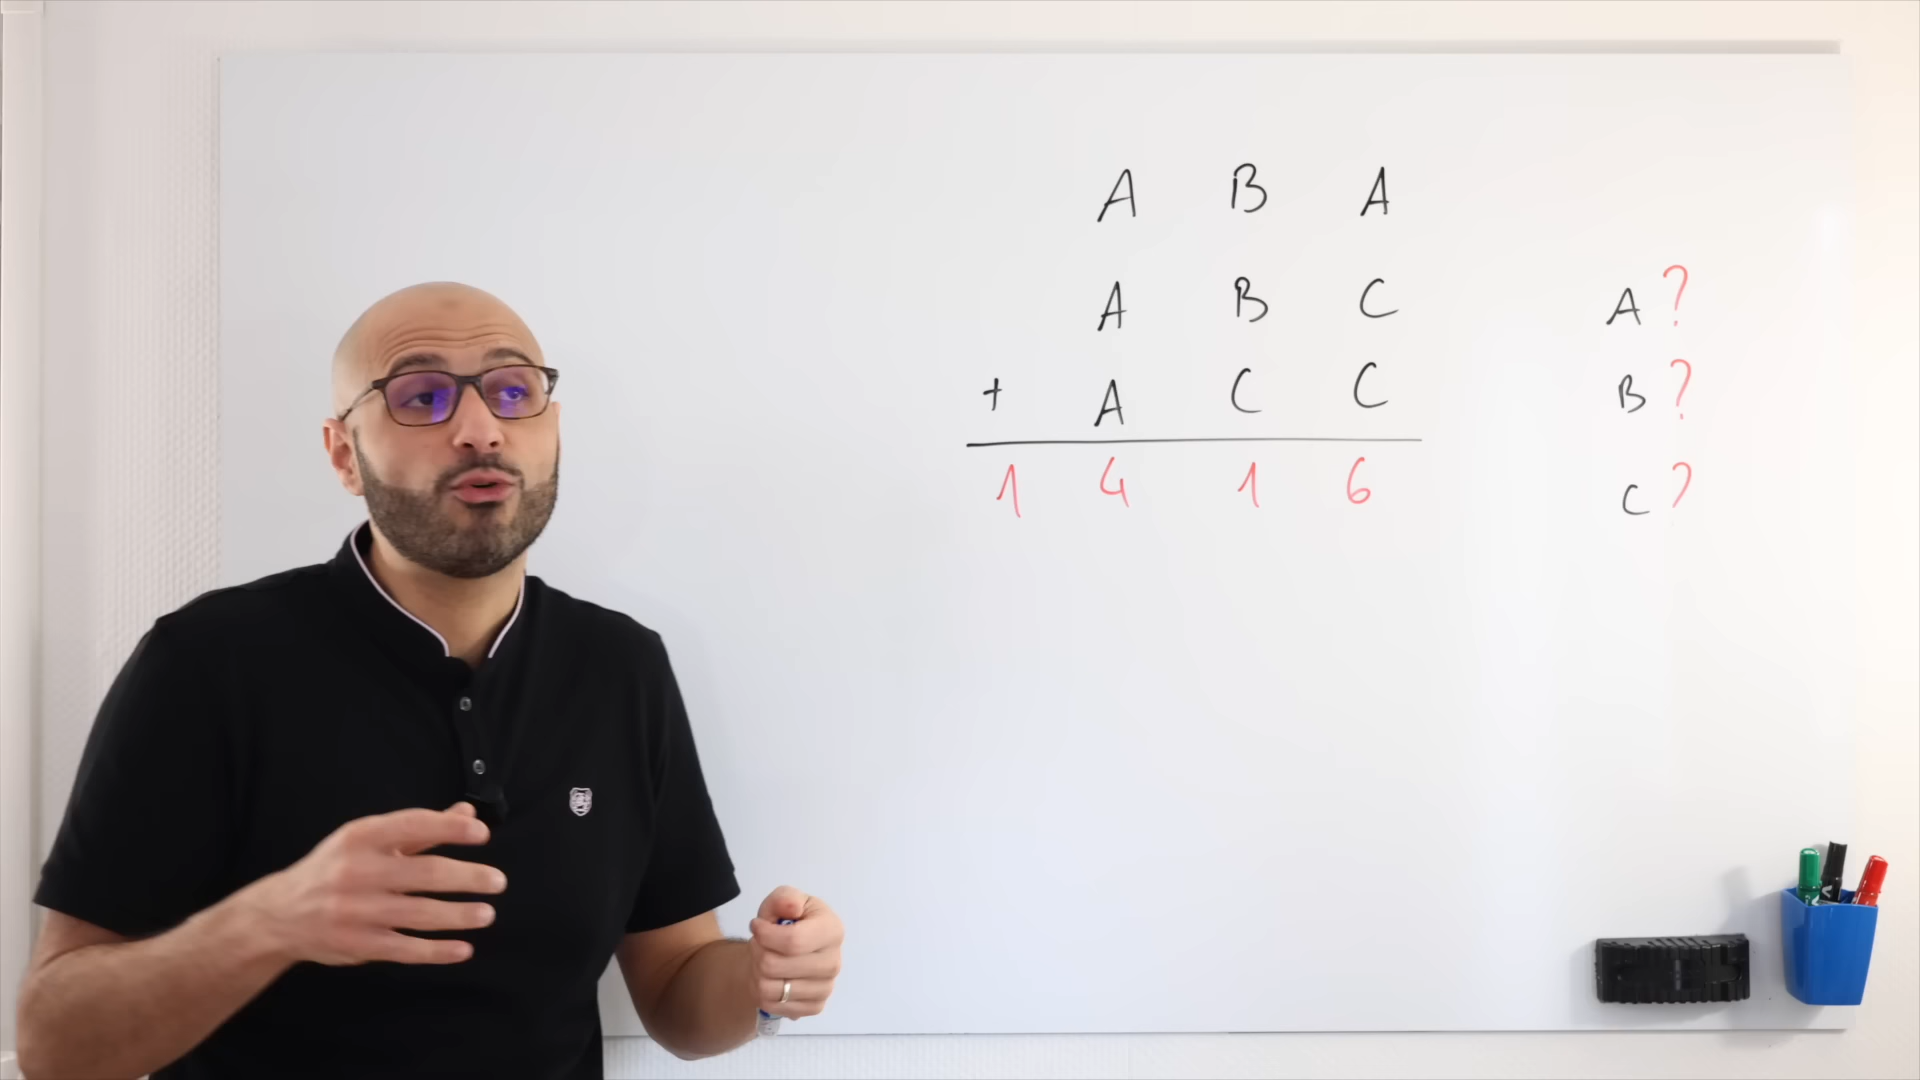 A B A
A B C
+ A C C
1 4 1 6
A ?
B ?
C ?